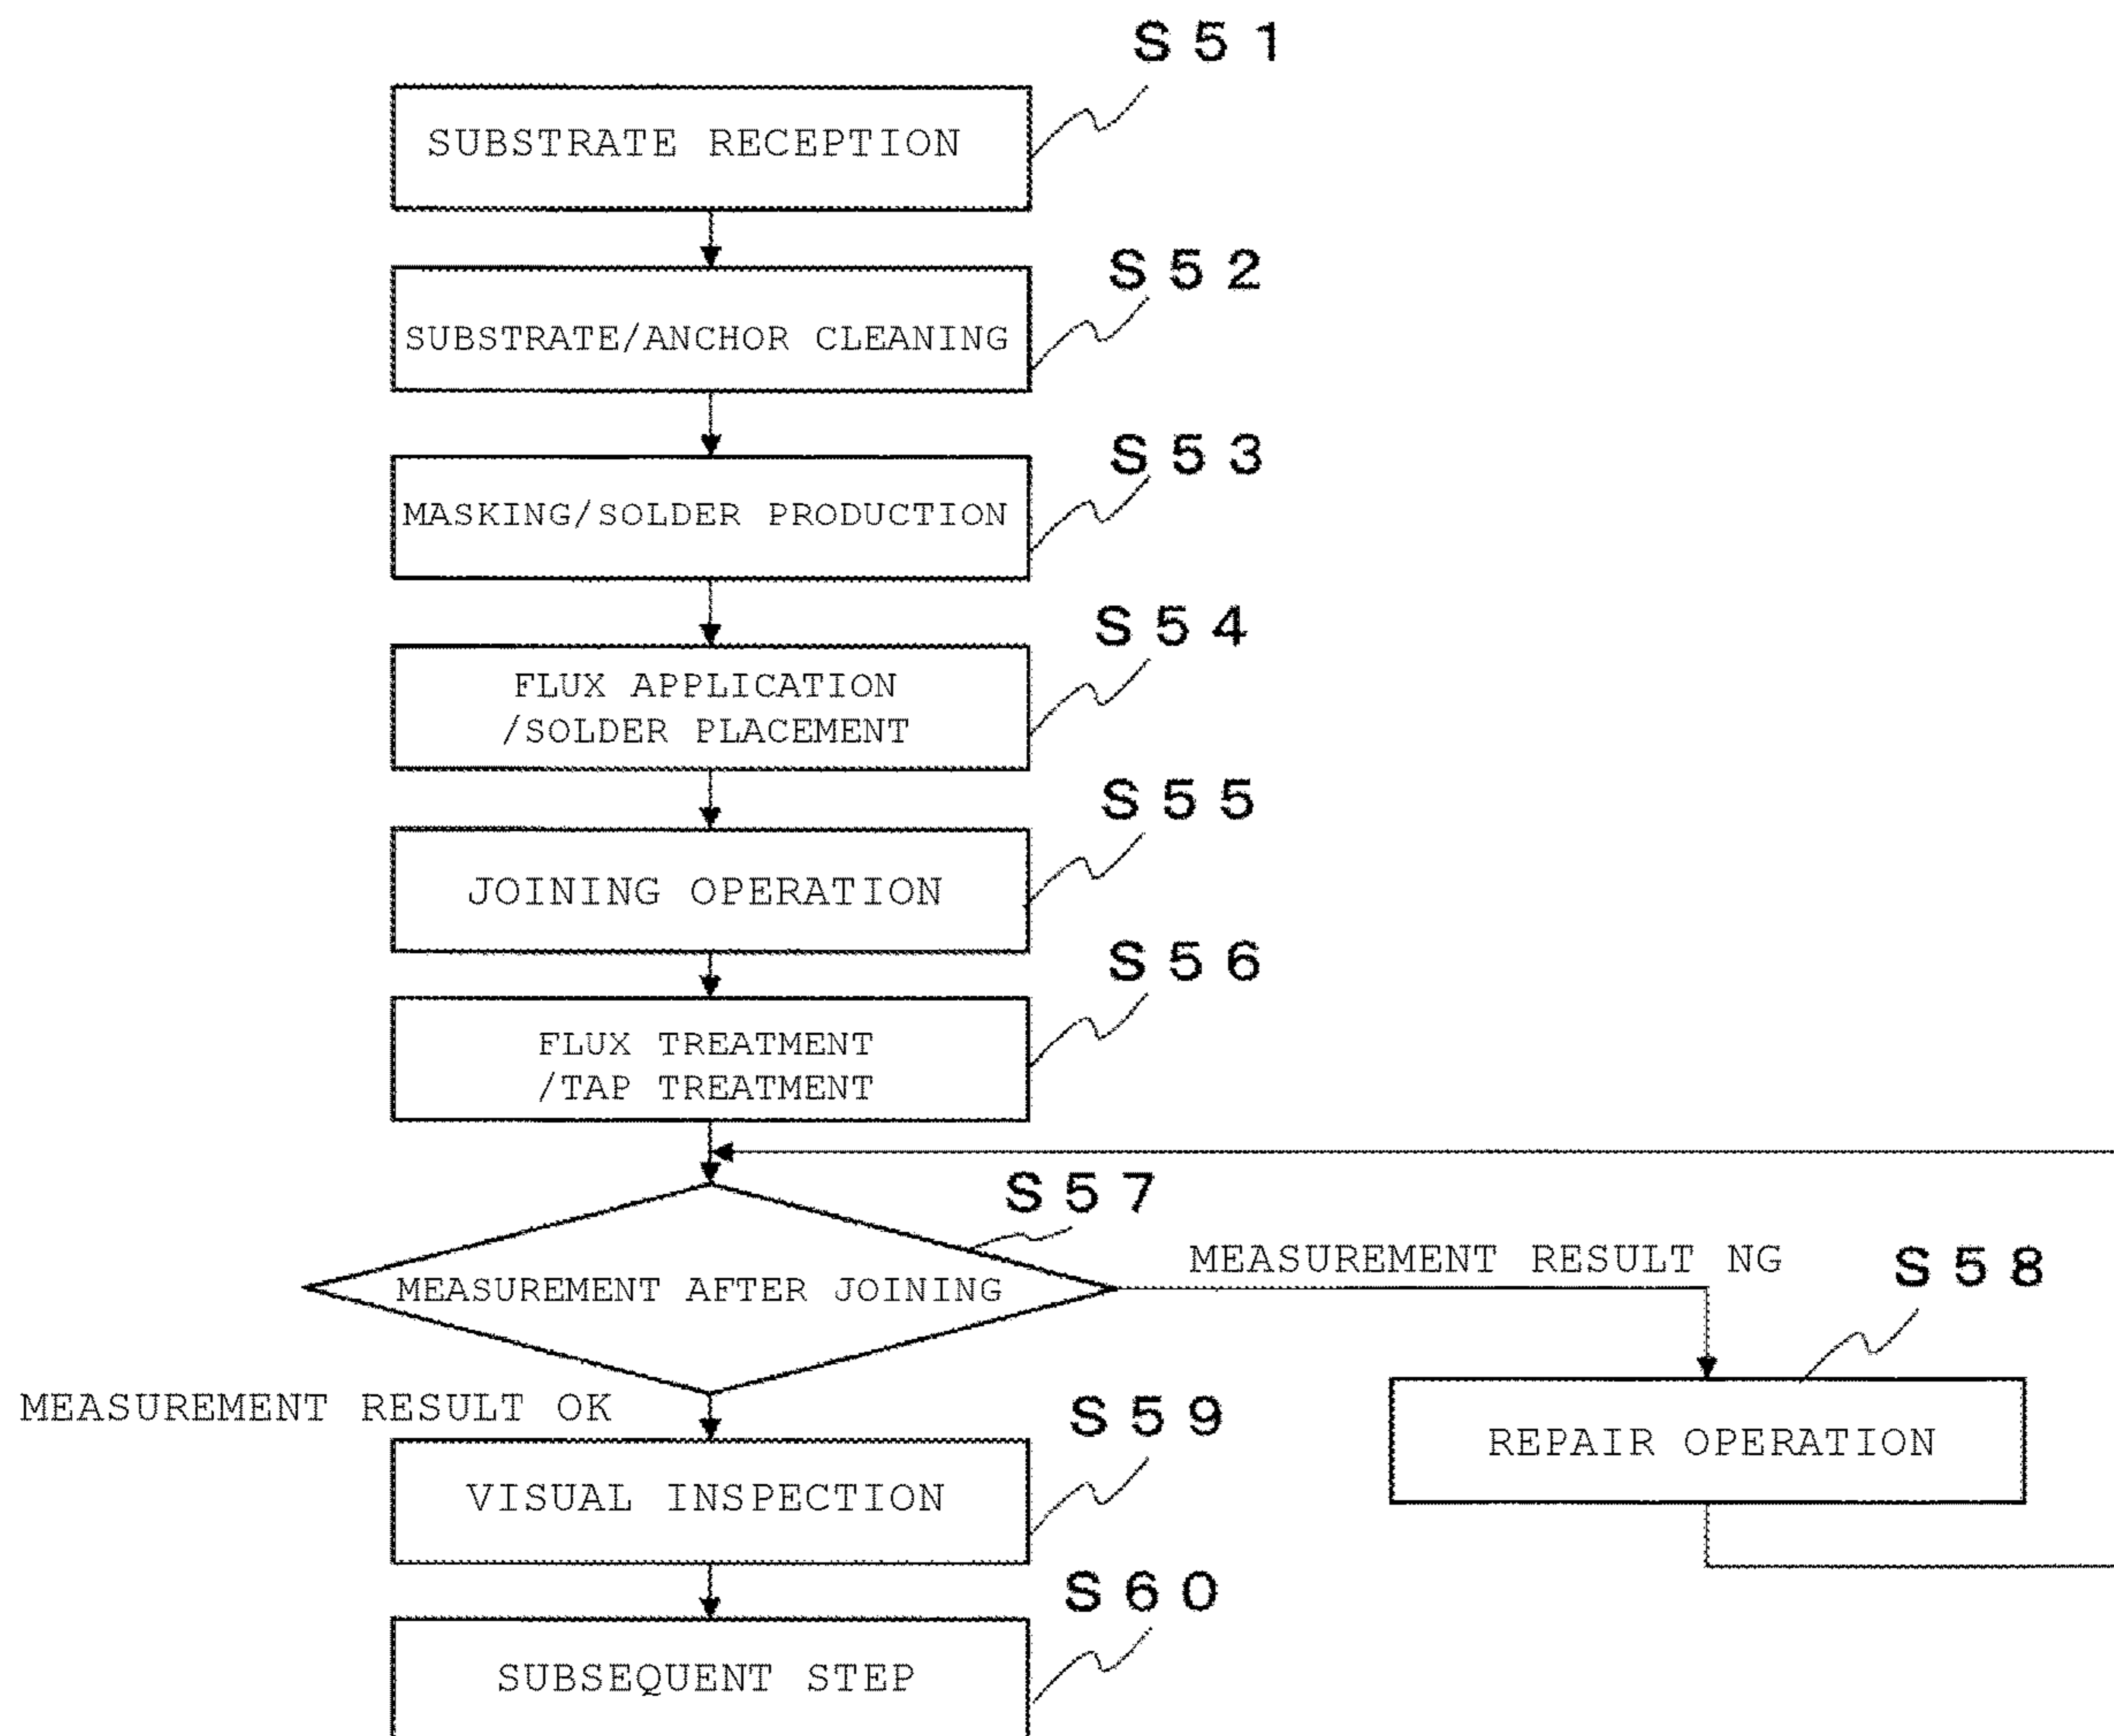 S51
SUBSTRATE RECEPTION
S52
SUBSTRATE/ANCHOR CLEANING
S53
MASKING/SOLDER PRODUCTION
S54
FLUX APPLICATION
/SOLDER PLACEMENT
S55
JOINING OPERATION
S56
FLUX TREATMENT
/TAP TREATMENT
S57
MEASUREMENT AFTER JOINING
MEASUREMENT RESULT NG
S58
REPAIR OPERATION
MEASUREMENT RESULT OK
S59
VISUAL INSPECTION
S60
SUBSEQUENT STEP